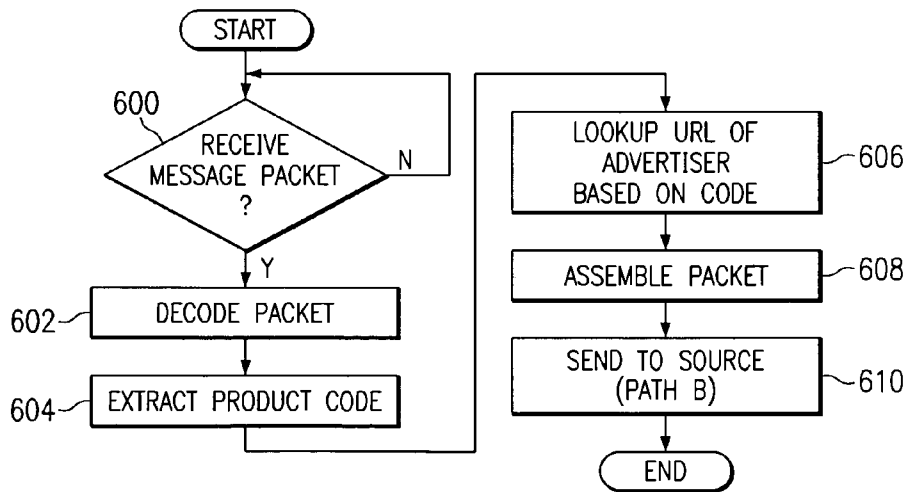 START
600
RECEIVE
MESSAGE PACKET
?
N
Y
602
DECODE PACKET
604
EXTRACT PRODUCT CODE
LOOKUP URL OF
ADVERTISER
BASED ON CODE
606
ASSEMBLE PACKET
608
SEND TO SOURCE
(PATH B)
610
END